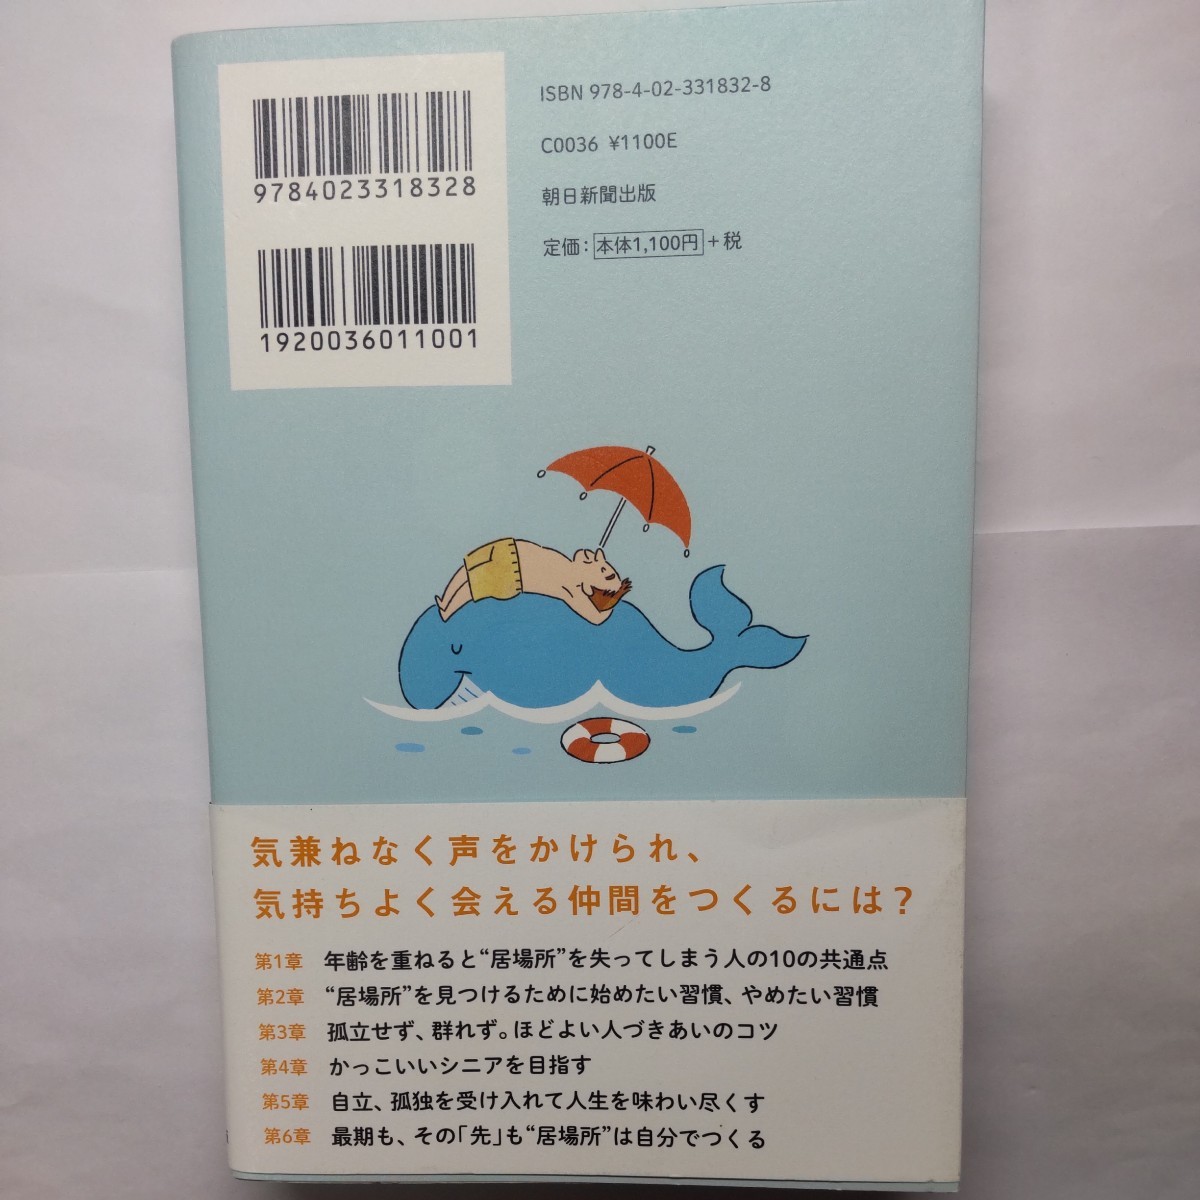 9784023318328
1920036011001
ISBN 978-4-02-331832-8
C0036 ¥1100E
朝日新聞出版
定価：本体1,100円+税
気兼ねなく声をかけられ、
気持ちよく会える仲間をつくるには？
第1章 年齢を重ねると“居場所”を失ってしまう人の10の共通点
第2章 “居場所”を見つけるために始めたい習慣、やめたい習慣
第3章 孤立せず、群れず。ほどよい人づきあいのコツ
第4章 かっこいいシニアを目指す
第5章 自立、孤独を受け入れて人生を味わい尽くす
第6章 最期も、その「先」も“居場所”は自分でつくる